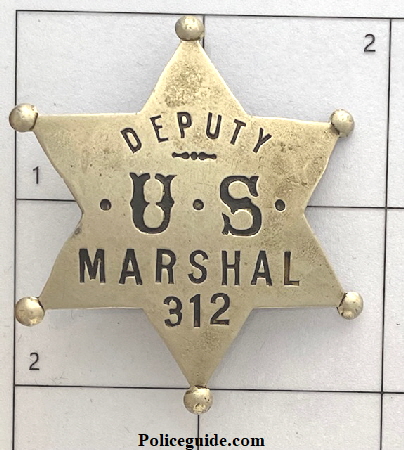 2
DEPUTY
1
· U · S ·
MARSHAL
312
2
Policeguide.com